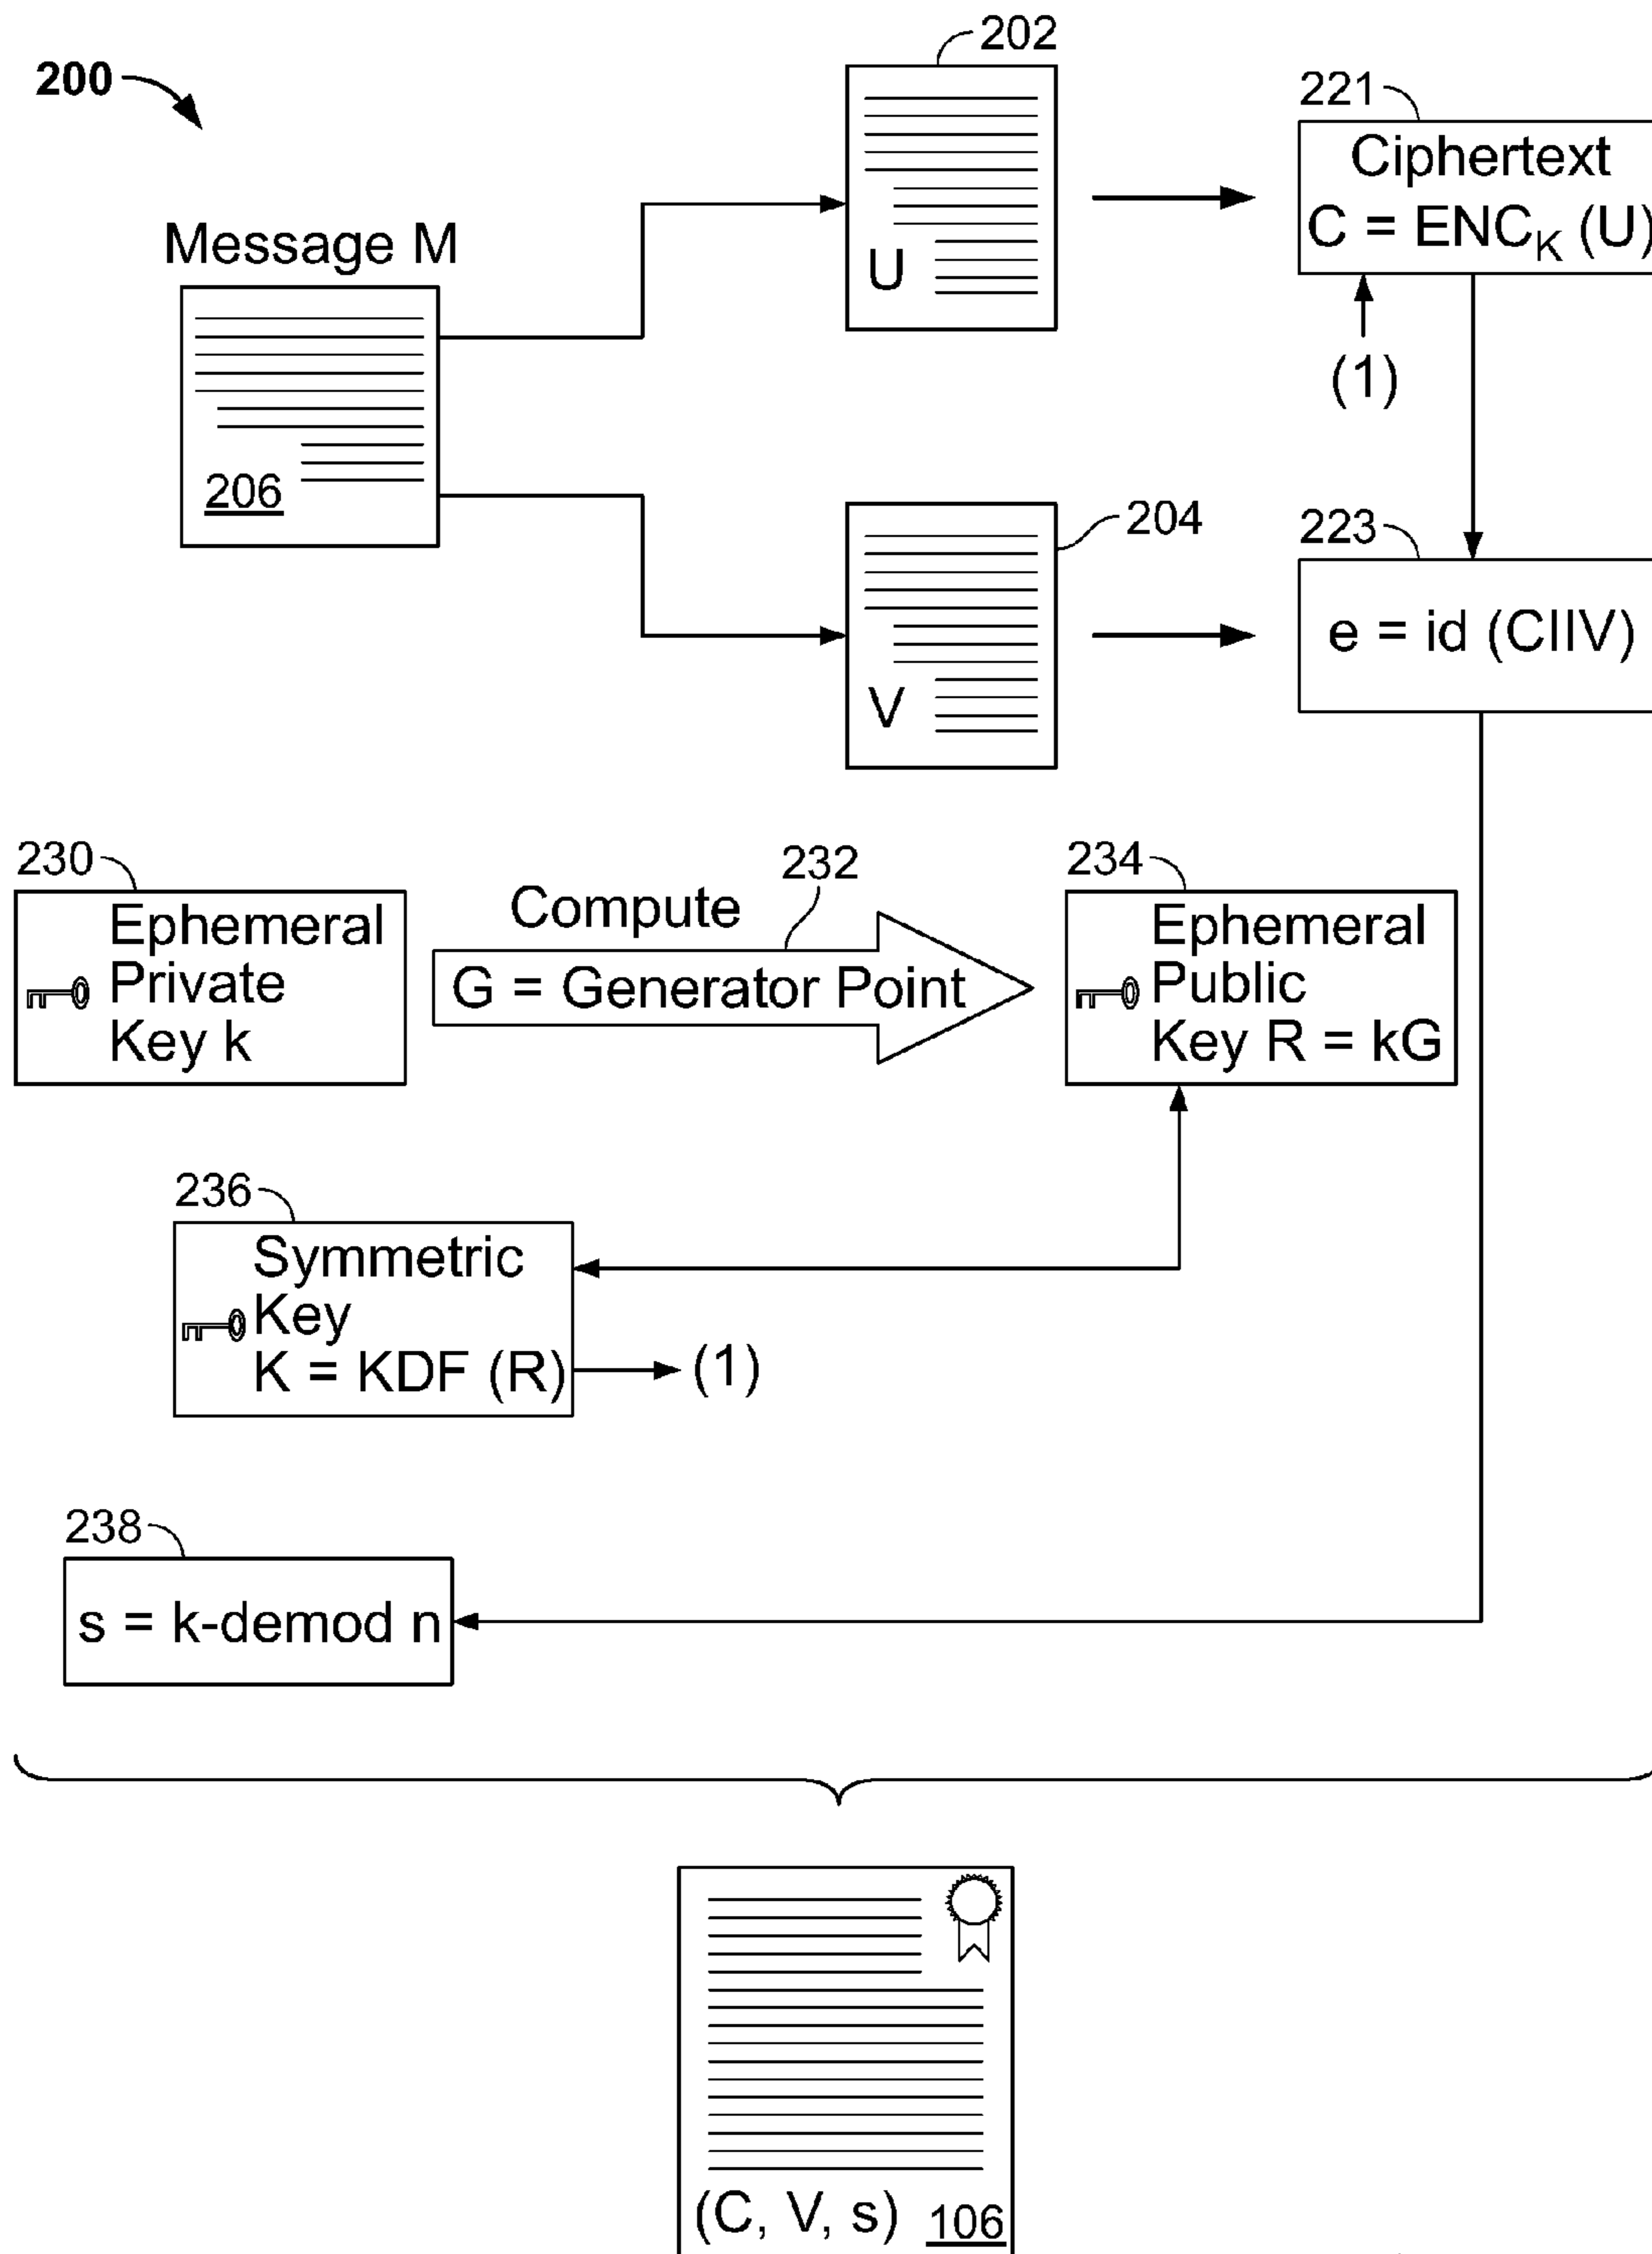 202
200
221
Ciphertext
C = ENCK (U)
Message M
U
(1)
206
204
223
e = id (CIIV)
V
230
232
234
Ephemeral
Private
Key k
Compute
G = Generator Point
Ephemeral
Public
Key R = kG
236
Symmetric
Key
K = KDF (R)
(1)
238
s = k-demod n
(C, V, s) 106